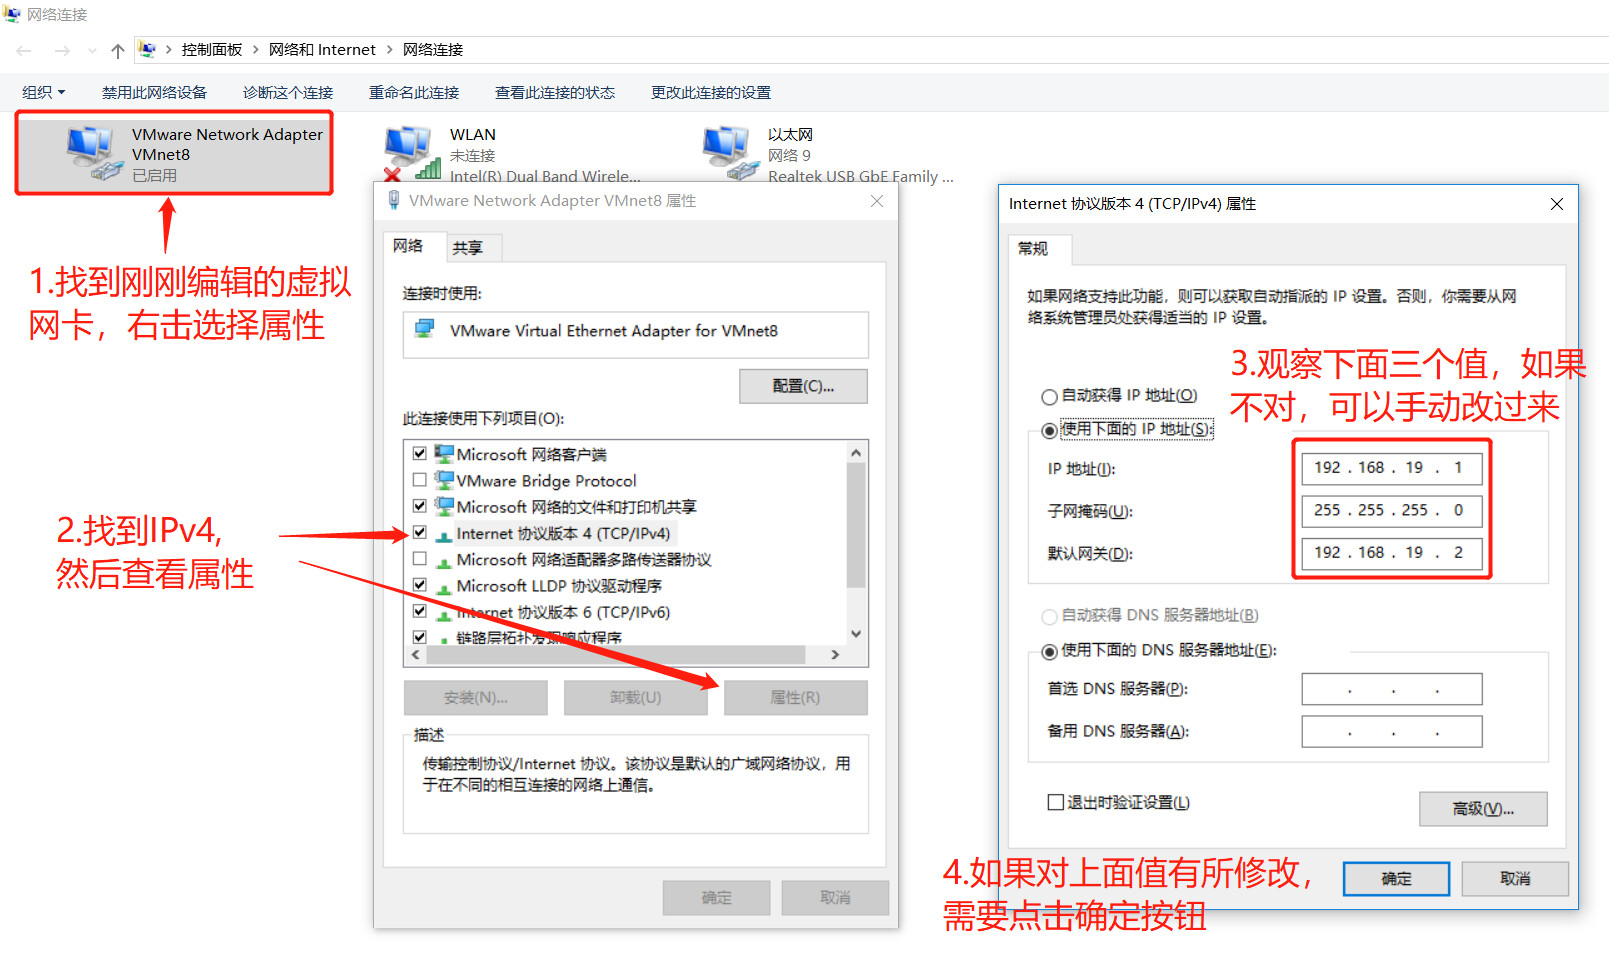 网络连接
控制面板 > 网络和 Internet > 网络连接
组织 禁用此网络设备 诊断这个连接 重命名此连接 查看此连接的状态 更改此连接的设置
VMware Network Adapter
VMnet8
已启用
WLAN
未连接
Intel(R) Dual Band Wirele...
以太网
网络 9
Realtek USB GbE Family ...
1.找到刚刚编辑的虚拟
网卡，右击选择属性
2.找到IPv4,
然后查看属性
VMware Network Adapter VMnet8 属性
网络 共享
连接时使用:
VMware Virtual Ethernet Adapter for VMnet8
配置(C)...
此连接使用下列项目(O):
Microsoft 网络客户端
VMware Bridge Protocol
Microsoft 网络的文件和打印机共享
Internet 协议版本 4 (TCP/IPv4)
Microsoft 网络适配器多路传送器协议
Microsoft LLDP 协议驱动程序
Internet 协议版本 6 (TCP/IPv6)
链路层拓扑发现响应程序
安装(N)... 卸载(U) 属性(R)
描述
传输控制协议/Internet 协议。该协议是默认的广域网络协议，用
于在不同的相互连接的网络上通信。
确定 取消
Internet 协议版本 4 (TCP/IPv4) 属性
常规
如果网络支持此功能，则可以获取自动指派的 IP 设置。否则，你需要从网
络系统管理员处获得适当的 IP 设置。
3.观察下面三个值，如果
不对，可以手动改过来
自动获得 IP 地址(O)
使用下面的 IP 地址(S):
IP 地址(I): 192 . 168 . 19 . 1
子网掩码(U): 255 . 255 . 255 . 0
默认网关(D): 192 . 168 . 19 . 2
自动获得 DNS 服务器地址(B)
使用下面的 DNS 服务器地址(E):
首选 DNS 服务器(P): . . .
备用 DNS 服务器(A): . . .
退出时验证设置(L)
高级(V)...
4.如果对上面值有所修改，
需要点击确定按钮
确定 取消